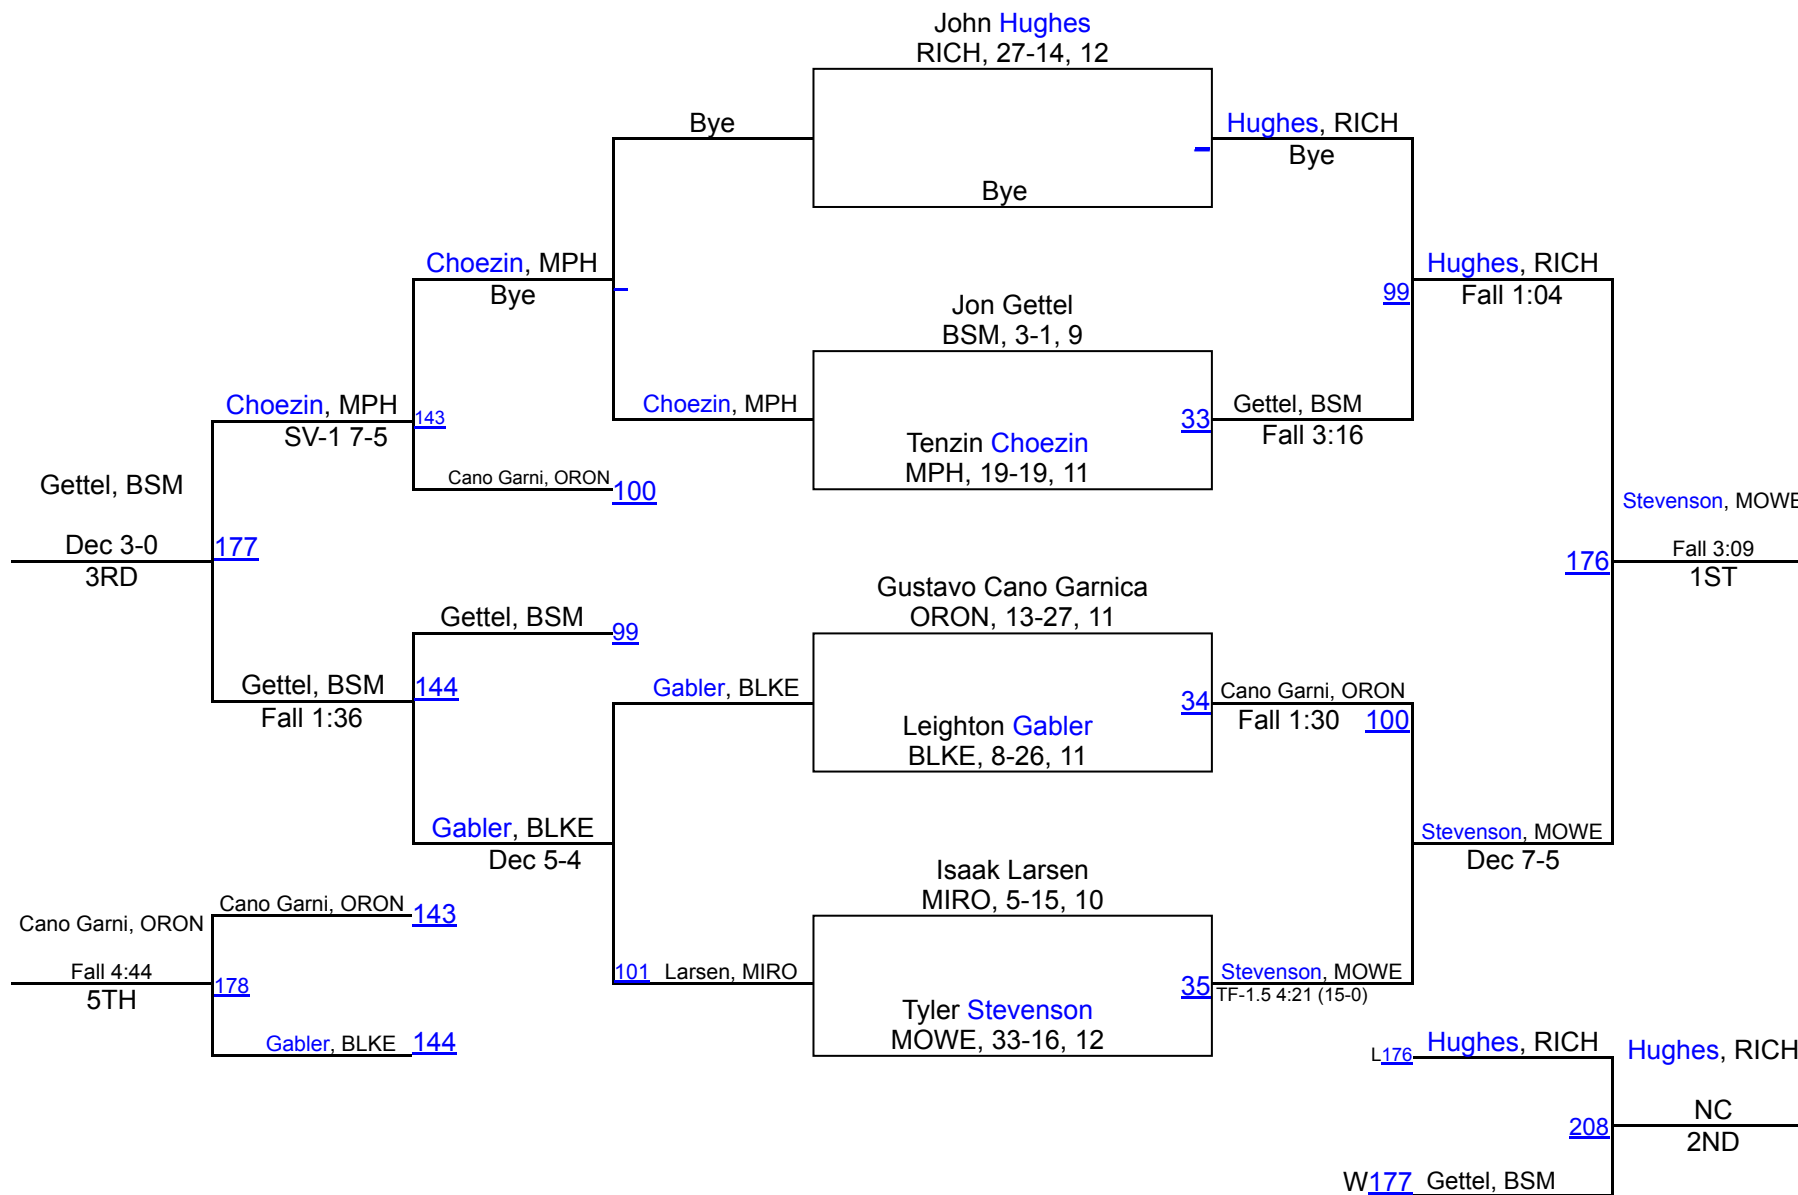 John Hughes
RICH, 27-14, 12
Bye
Hughes, RICH
Bye
Bye
Choezin, MPH
Bye
Hughes, RICH
99
Fall 1:04
Jon Gettel
BSM, 3-1, 9
Choezin, MPH
SV-1 7-5
143
Choezin, MPH
33
Gettel, BSM
Fall 3:16
Tenzin Choezin
MPH, 19-19, 11
Cano Garni, ORON
100
Gettel, BSM
Dec 3-0
3RD
177
Stevenson, MOWE
176
Fall 3:09
1ST
Gustavo Cano Garnica
ORON, 13-27, 11
Gettel, BSM
99
Gettel, BSM
Fall 1:36
144
Gabler, BLKE
34
Cano Garni, ORON
Fall 1:30
100
Leighton Gabler
BLKE, 8-26, 11
Gabler, BLKE
Dec 5-4
Stevenson, MOWE
Dec 7-5
Isaak Larsen
MIRO, 5-15, 10
Cano Garni, ORON
Cano Garni, ORON
143
Fall 4:44
5TH
178
101
Larsen, MIRO
35
Stevenson, MOWE
TF-1.5 4:21 (15-0)
Tyler Stevenson
MOWE, 33-16, 12
Gabler, BLKE
144
L176
Hughes, RICH
Hughes, RICH
208
NC
2ND
W177
Gettel, BSM